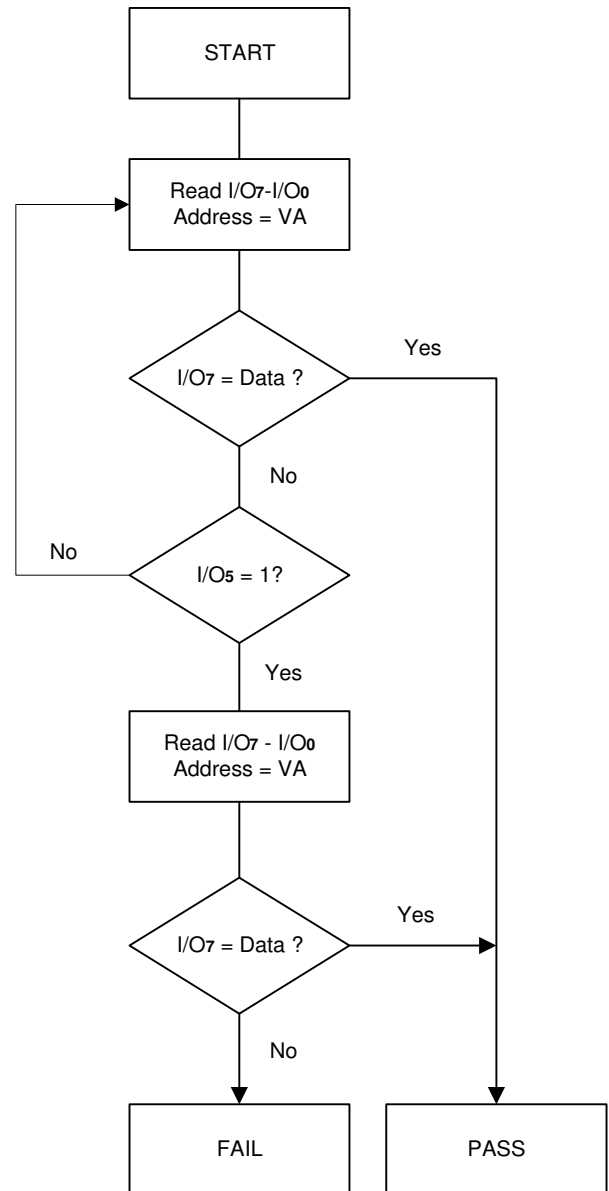 START
Read I/O7-I/O0
Address = VA
I/O7 = Data ?
Yes
No
I/O5 = 1?
No
Yes
Read I/O7 - I/O0
Address = VA
I/O7 = Data ?
Yes
No
FAIL
PASS